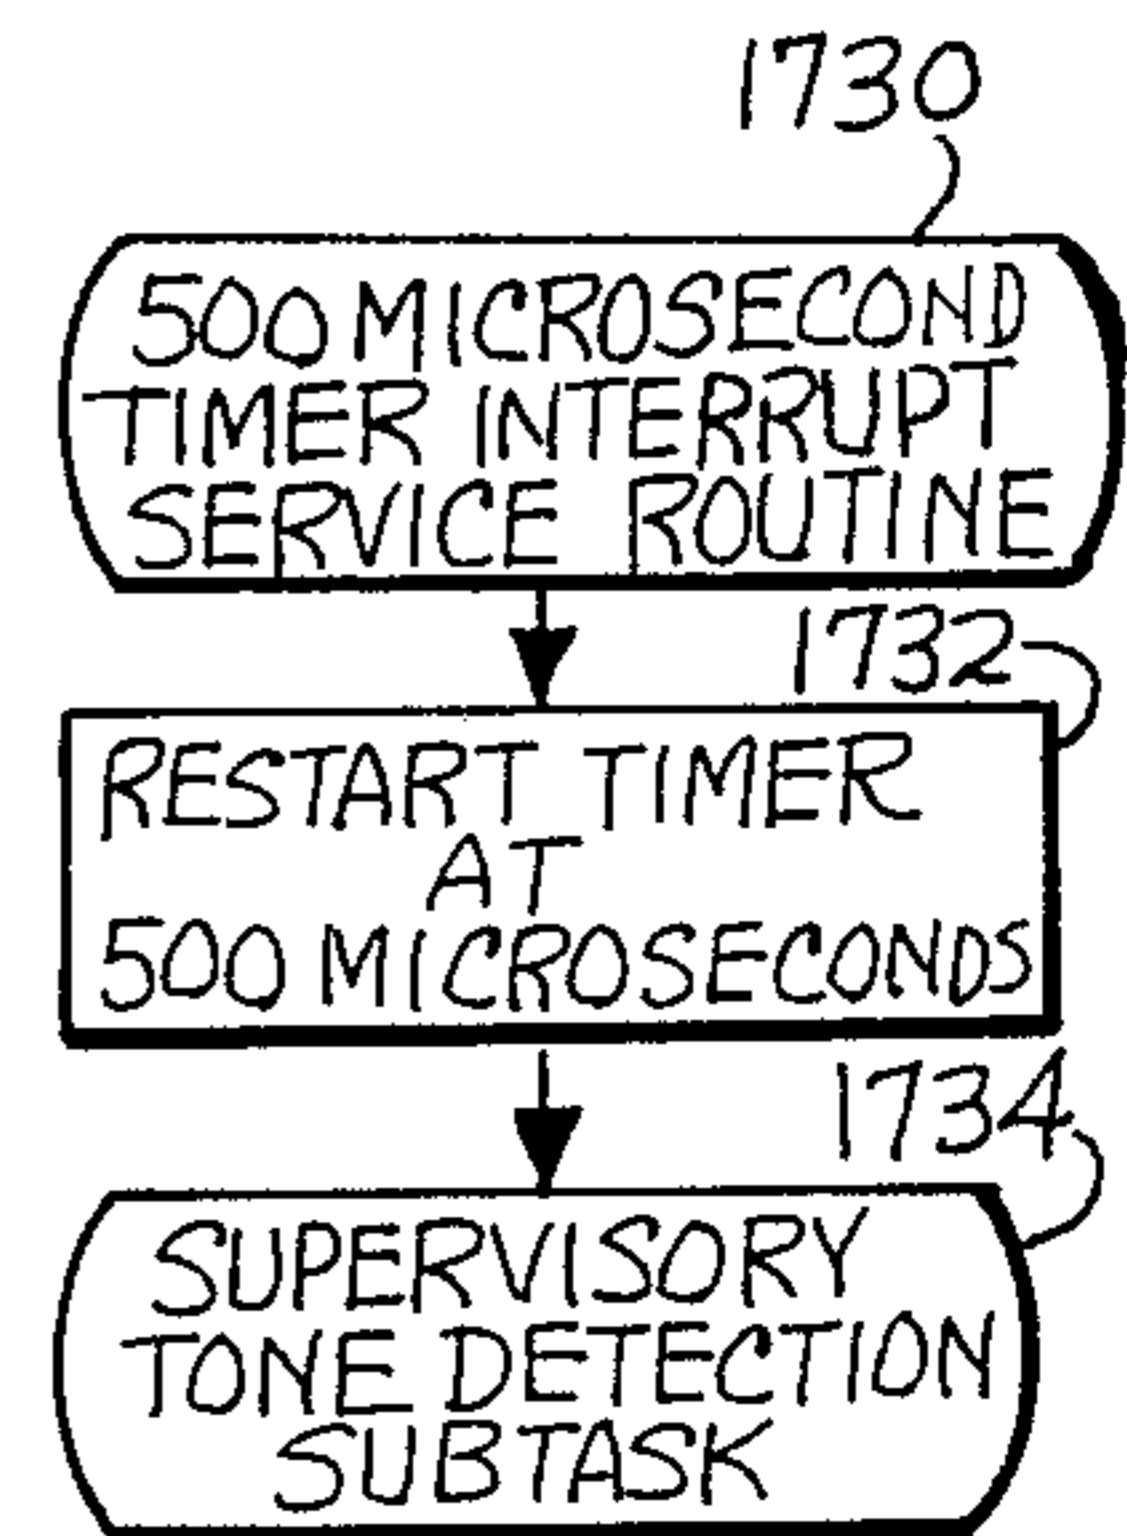 1730
500 MICROSECOND
TIMER INTERRUPT
SERVICE ROUTINE
1732
RESTART TIMER
AT
500 MICROSECONDS
1734
SUPERVISORY
TONE DETECTION
SUBTASK